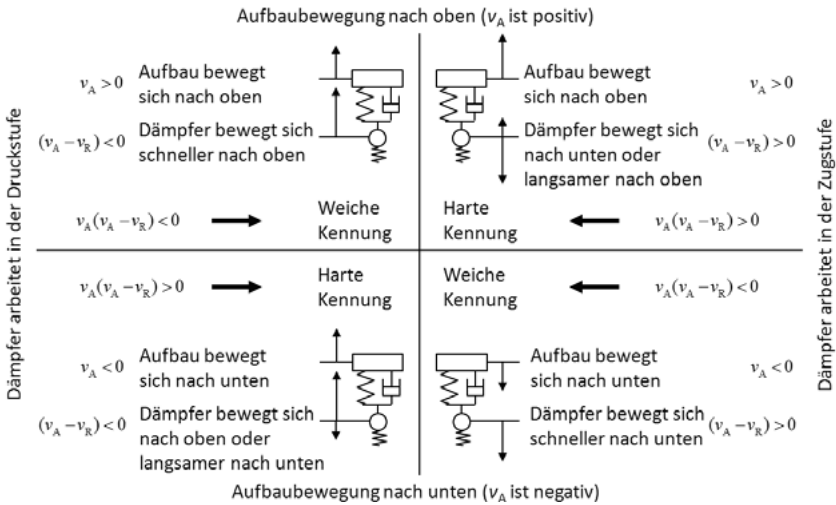 Aufbaubewegung nach oben (v_A ist positiv)
Dämpfer arbeitet in der Druckstufe
v_A > 0
Aufbau bewegt
sich nach oben
(v_A − v_R) < 0
Dämpfer bewegt sich
schneller nach oben
v_A(v_A − v_R) < 0
Weiche
Kennung
Aufbau bewegt
sich nach oben
v_A > 0
Dämpfer bewegt sich
nach unten oder
langsamer nach oben
(v_A − v_R) > 0
Harte
Kennung
v_A(v_A − v_R) > 0
Dämpfer arbeitet in der Zugstufe
v_A(v_A − v_R) > 0
Harte
Kennung
v_A < 0
Aufbau bewegt
sich nach unten
(v_A − v_R) < 0
Dämpfer bewegt sich
nach oben oder
langsamer nach unten
Weiche
Kennung
v_A(v_A − v_R) < 0
Aufbau bewegt
sich nach unten
v_A < 0
Dämpfer bewegt sich
schneller nach unten
(v_A − v_R) > 0
Aufbaubewegung nach unten (v_A ist negativ)